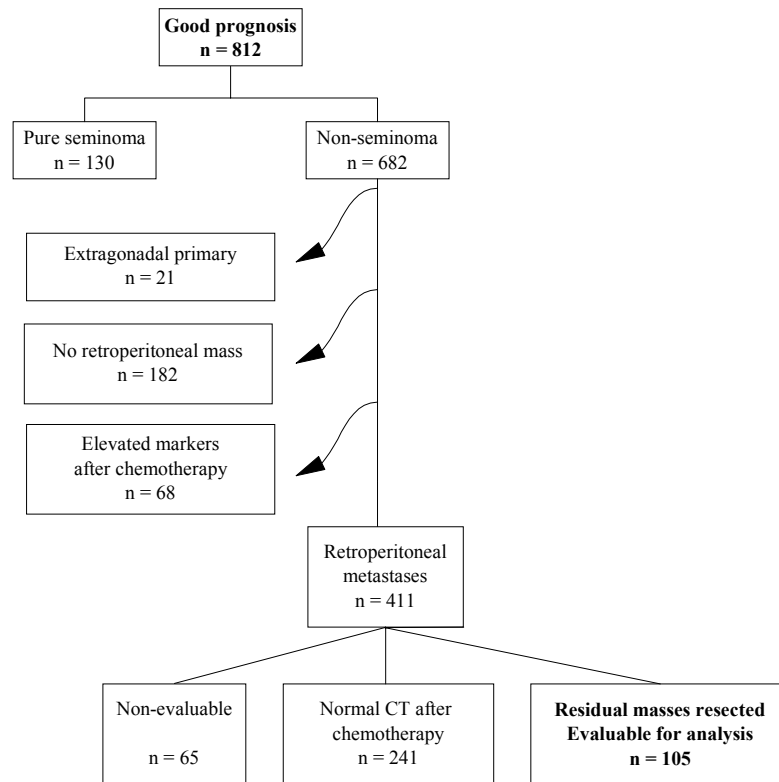 Good prognosis
n = 812
Pure seminoma
n = 130
Non-seminoma
n = 682
Extragonadal primary
n = 21
No retroperitoneal mass
n = 182
Elevated markers
after chemotherapy
n = 68
Retroperitoneal
metastases
n = 411
Non-evaluable
n = 65
Normal CT after
chemotherapy
n = 241
Residual masses resected
Evaluable for analysis
n = 105